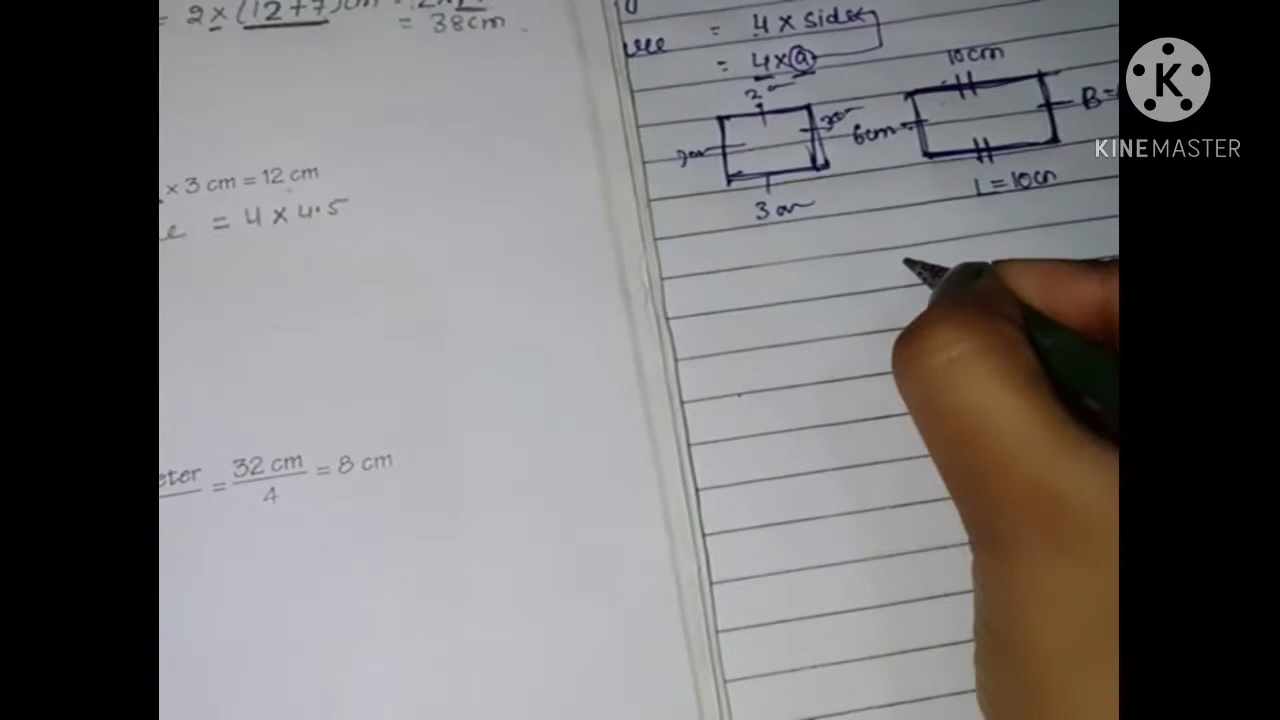 = 2 × (12 + 7) cm
= 38cm
× 3 cm = 12 cm
= 4 × 4.5
eter = 32 cm / 4 = 8 cm
= 4 × side
= 4 × a
3 cm
10cm
6cm
B =
L = 10cm
K
KINEMASTER